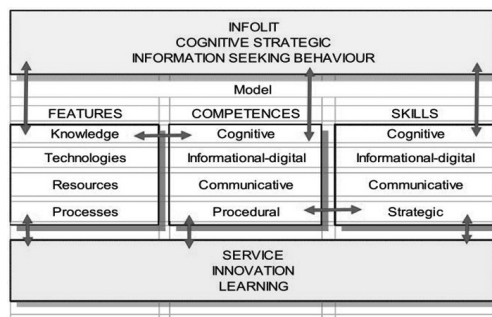 INFOLIT
COGNITIVE STRATEGIC
INFORMATION SEEKING BEHAVIOUR
Model
FEATURES COMPETENCES SKILLS
Knowledge Cognitive Cognitive
Technologies Informational-digital Informational-digital
Resources Communicative Communicative
Processes Procedural Strategic
SERVICE
INNOVATION
LEARNING